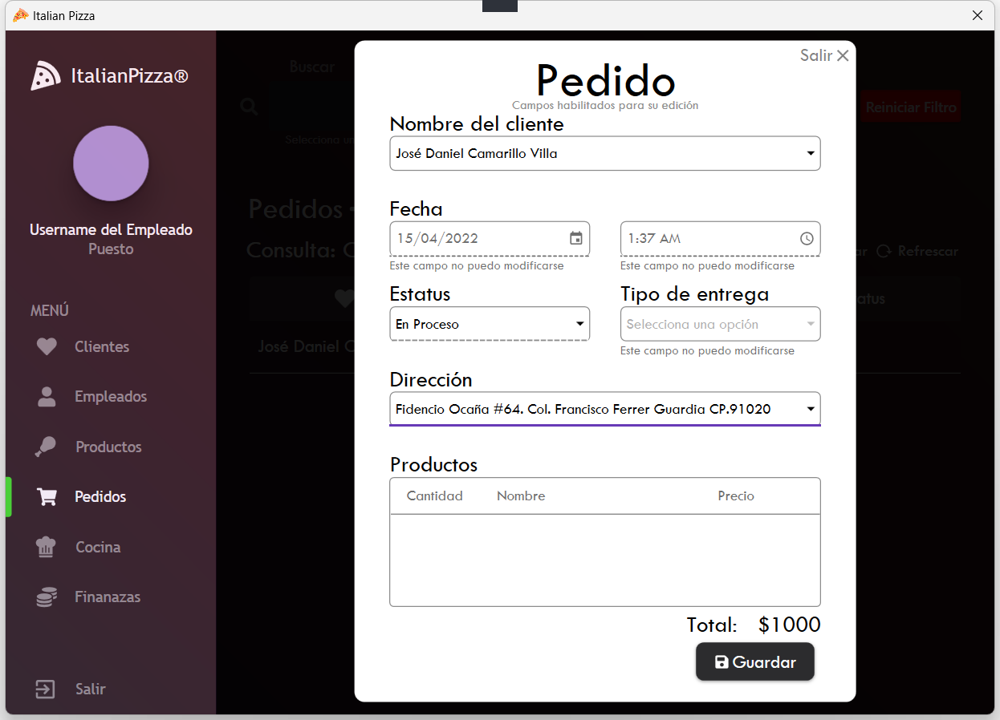 Italian Pizza
ItalianPizza®
Username del Empleado
Puesto
MENÚ
Clientes
Empleados
Productos
Pedidos
Cocina
Finanazas
Salir
Buscar
Selecciona un
Reiniciar Filtro
Pedidos
Consulta: C
ar Refrescar
atus
José Daniel C
Salir
Pedido
Campos habilitados para su edición
Nombre del cliente
José Daniel Camarillo Villa
Fecha
15/04/2022 1:37 AM
Este campo no puedo modificarse Este campo no puedo modificarse
Estatus Tipo de entrega
En Proceso Selecciona una opción
Este campo no puedo modificarse
Dirección
Fidencio Ocaña #64. Col. Francisco Ferrer Guardia CP.91020
Productos
Cantidad Nombre Precio
Total: $1000
Guardar